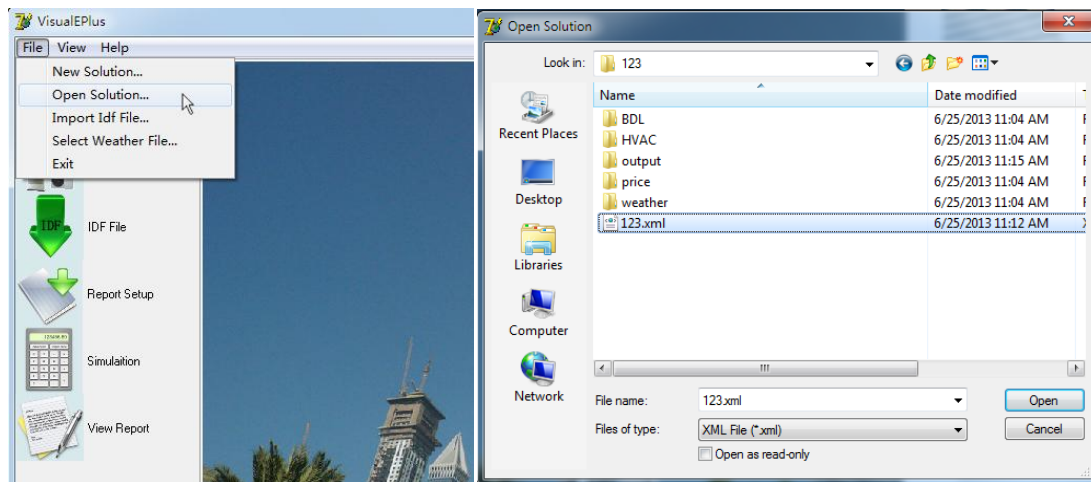 VisualEPlus
File View Help
New Solution...
Open Solution...
Import Idf File...
Select Weather File...
Exit
IDF
IDF File
Report Setup
Simulaition
View Report
Open Solution
Look in: 123
Recent Places
Desktop
Libraries
Computer
Network
Name Date modified
BDL 6/25/2013 11:04 AM
HVAC 6/25/2013 11:04 AM
output 6/25/2013 11:15 AM
price 6/25/2013 11:04 AM
weather 6/25/2013 11:04 AM
123.xml 6/25/2013 11:12 AM
File name: 123.xml Open
Files of type: XML File (*.xml) Cancel
Open as read-only